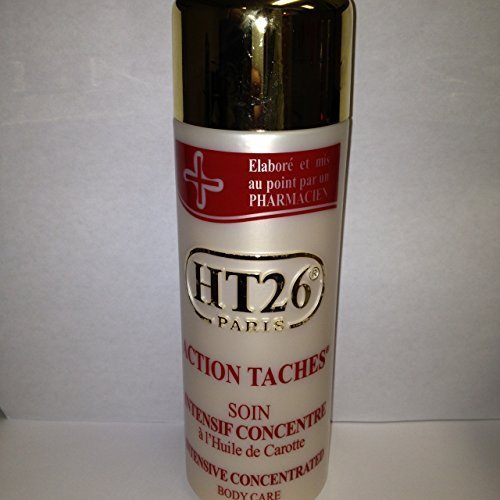 Elaboré et mis
au point par un
PHARMACIEN
HT26®
PARIS
ACTION TACHES®
SOIN
INTENSIF CONCENTRE
à l'Huile de Carotte
INTENSIVE CONCENTRATED
BODY CARE